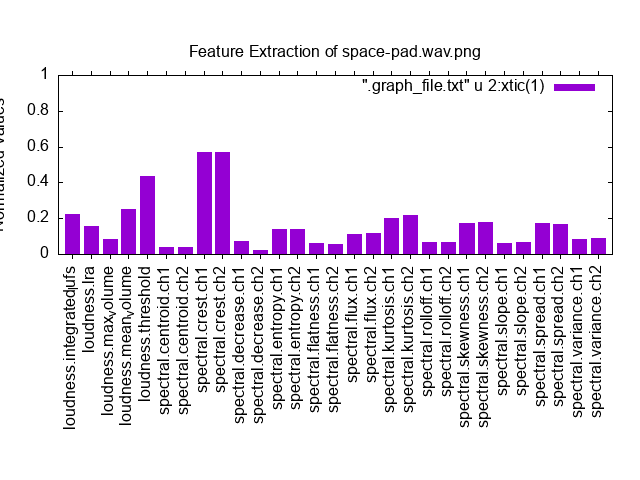 Feature Extraction of space-pad.wav.png
".graph_file.txt" u 2:xtic(1)
Normalized Values
1
0.8
0.6
0.4
0.2
0
loudness.integratedlufs
loudness.lra
loudness.maxvolume
loudness.meanvolume
loudness.threshold
spectral.centroid.ch1
spectral.centroid.ch2
spectral.crest.ch1
spectral.crest.ch2
spectral.decrease.ch1
spectral.decrease.ch2
spectral.entropy.ch1
spectral.entropy.ch2
spectral.flatness.ch1
spectral.flatness.ch2
spectral.flux.ch1
spectral.flux.ch2
spectral.kurtosis.ch1
spectral.kurtosis.ch2
spectral.rolloff.ch1
spectral.rolloff.ch2
spectral.skewness.ch1
spectral.skewness.ch2
spectral.slope.ch1
spectral.slope.ch2
spectral.spread.ch1
spectral.spread.ch2
spectral.variance.ch1
spectral.variance.ch2